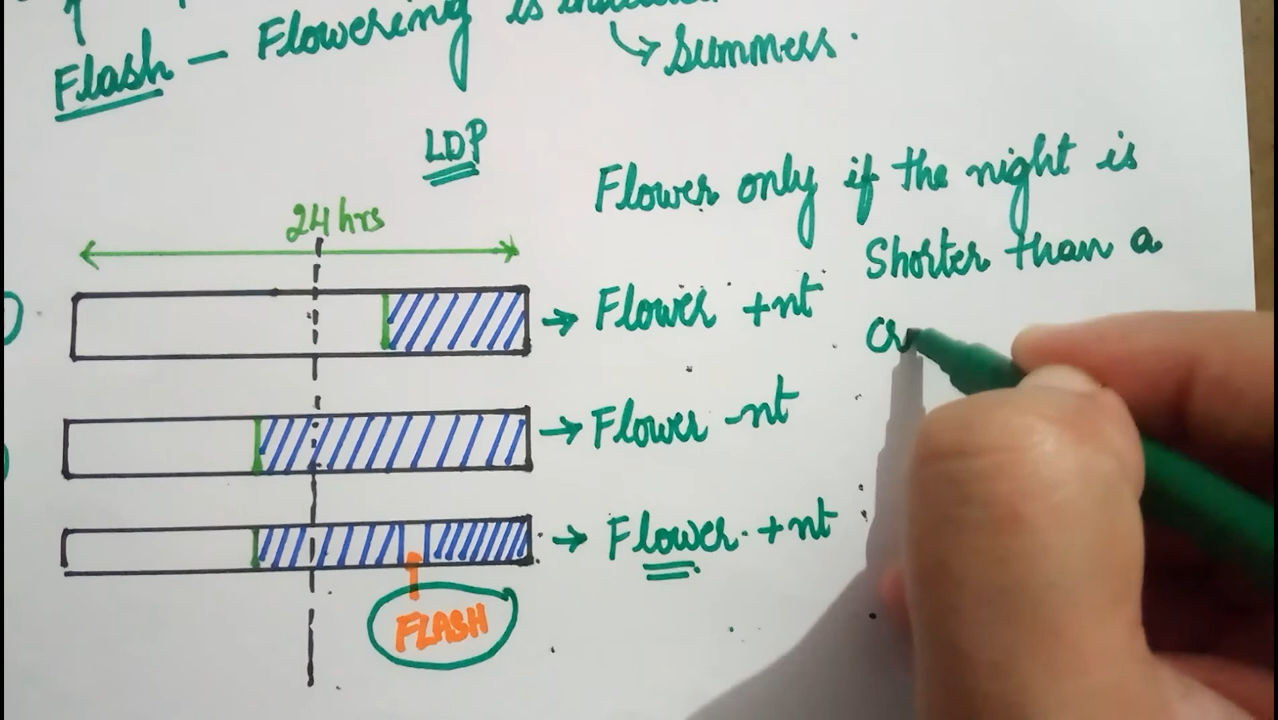 Flash — Flowering is
↳ Summers.
LDP
24 hrs
Flower only if the night is
Shorter than a
→ Flower +nt
→ Flower -nt
→ Flower +nt
FLASH